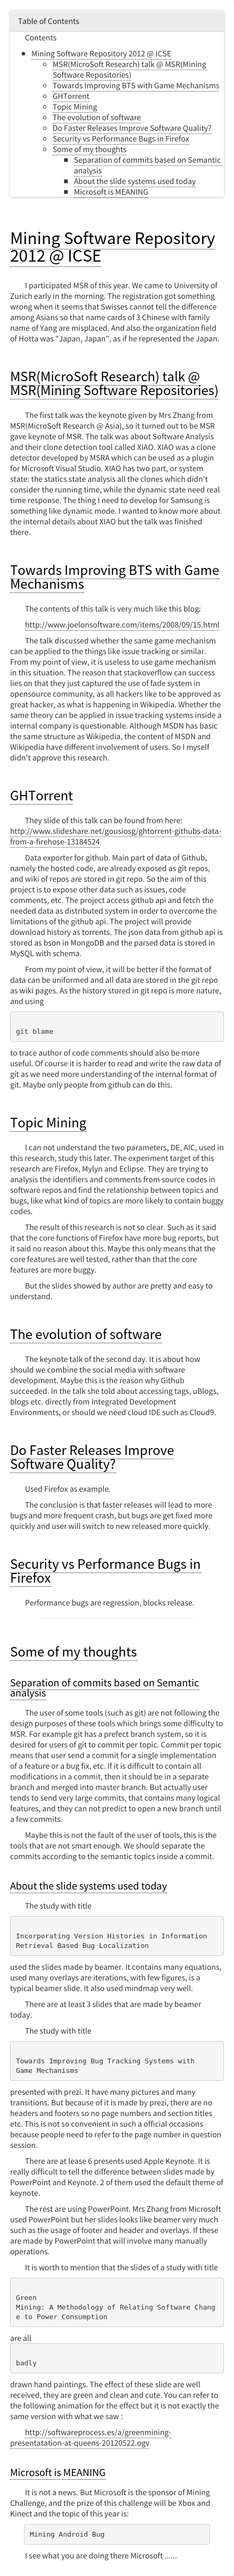 Table of Contents
Contents
Mining Software Repository 2012 @ ICSE
MSR(MicroSoft Research) talk @ MSR(Mining
Software Repositories)
Towards Improving BTS with Game Mechanisms
GHTorrent
Topic Mining
The evolution of software
Do Faster Releases Improve Software Quality?
Security vs Performance Bugs in Firefox
Some of my thoughts
Separation of commits based on Semantic
analysis
About the slide systems used today
Microsoft is MEANING
Mining Software Repository
2012 @ ICSE
I participated MSR of this year. We came to University of
Zurich early in the morning. The registration got something
wrong when it seems that Swisses cannot tell the difference
among Asians so that name cards of 3 Chinese with family
name of Yang are misplaced. And also the organization field
of Hotta was "Japan, Japan", as if he represented the Japan.
MSR(MicroSoft Research) talk @
MSR(Mining Software Repositories)
The first talk was the keynote given by Mrs Zhang from
MSR(MicroSoft Research @ Asia), so it turned out to be MSR
gave keynote of MSR. The talk was about Software Analysis
and their clone detection tool called XIAO. XIAO was a clone
detector developed by MSRA which can be used as a plugin
for Microsoft Visual Studio. XIAO has two part, or system
state: the statics state analysis all the clones which didn't
consider the running time, while the dynamic state need real
time response. The thing I need to develop for Samsung is
something like dynamic mode. I wanted to know more about
the internal details about XIAO but the talk was finished
there.
Towards Improving BTS with Game
Mechanisms
The contents of this talk is very much like this blog:
http://www.joelonsoftware.com/items/2008/09/15.html
The talk discussed whether the same game mechanism
can be applied to the things like issue tracking or similar.
From my point of view, it is useless to use game mechanism
in this situation. The reason that stackoverflow can success
lies on that they just captured the use of fade system in
opensource community, as all hackers like to be approved as
great hacker, as what is happening in Wikipedia. Whether the
same theory can be applied in issue tracking systems inside a
internal company is questionable. Although MSDN has basic
the same structure as Wikipedia, the content of MSDN and
Wikipedia have different involvement of users. So I myself
didn't approve this research.
GHTorrent
They slide of this talk can be found from here:
http://www.slideshare.net/gousiosg/ghtorrent-githubs-data-
from-a-firehose-13184524
Data exporter for github. Main part of data of Github,
namely the hosted code, are already exposed as git repos,
and wiki of repos are stored in git repo. So the aim of this
project is to expose other data such as issues, code
comments, etc. The project access github api and fetch the
needed data as distributed system in order to overcome the
limitations of the github api. The project will provide
download history as torrents. The json data from github api is
stored as bson in MongoDB and the parsed data is stored in
MySQL with schema.
From my point of view, it will be better if the format of
data can be uniformed and all data are stored in the git repo
as wiki pages. As the history stored in git repo is more nature,
and using
git blame
to trace author of code comments should also be more
useful. Of course it is harder to read and write the raw data of
git as we need more understanding of the internal format of
git. Maybe only people from github can do this.
Topic Mining
I can not understand the two parameters, DE, AIC, used in
this research, study this later. The experiment target of this
research are Firefox, Mylyn and Eclipse. They are trying to
analysis the identifiers and comments from source codes in
software repos and find the relationship between topics and
bugs, like what kind of topics are more likely to contain buggy
codes.
The result of this research is not so clear. Such as it said
that the core functions of Firefox have more bug reports, but
it said no reason about this. Maybe this only means that the
core features are well tested, rather than that the core
features are more buggy.
But the slides showed by author are pretty and easy to
understand.
The evolution of software
The keynote talk of the second day. It is about how
should we combine the social media with software
development. Maybe this is the reason why Github
succeeded. In the talk she told about accessing tags, uBlogs,
blogs etc. directly from Integrated Development
Environments, or should we need cloud IDE such as Cloud9.
Do Faster Releases Improve
Software Quality?
Used Firefox as example.
The conclusion is that faster releases will lead to more
bugs and more frequent crash, but bugs are get fixed more
quickly and user will switch to new released more quickly.
Security vs Performance Bugs in
Firefox
Performance bugs are regression, blocks release.
Some of my thoughts
Separation of commits based on Semantic
analysis
The user of some tools (such as git) are not following the
design purposes of these tools which brings some difficulty to
MSR. For example git has a prefect branch system, so it is
desired for users of git to commit per topic. Commit per topic
means that user send a commit for a single implementation
of a feature or a bug fix, etc. If it is difficult to contain all
modifications in a commit, then it should be in a separate
branch and merged into master branch. But actually user
tends to send very large commits, that contains many logical
features, and they can not predict to open a new branch until
a few commits.
Maybe this is not the fault of the user of tools, this is the
tools that are not smart enough. We should separate the
commits according to the semantic topics inside a commit.
About the slide systems used today
The study with title
Incorporating Version Histories in Information
Retrieval Based Bug Localization
used the slides made by beamer. It contains many equations,
used many overlays are iterations, with few figures, is a
typical beamer slide. It also used mindmap very well.
There are at least 3 slides that are made by beamer
today.
The study with title
Towards Improving Bug Tracking Systems with
Game Mechanisms
presented with prezi. It have many pictures and many
transitions. But because of it is made by prezi, there are no
headers and footers so no page numbers and section titles
etc. This is not so convenient in such a official occasions
because people need to refer to the page number in question
session.
There are at lease 6 presents used Apple Keynote. It is
really difficult to tell the difference between slides made by
PowerPoint and Keynote. 2 of them used the default theme of
keynote.
The rest are using PowerPoint. Mrs Zhang from Microsoft
used PowerPoint but her slides looks like beamer very much
such as the usage of footer and header and overlays. If these
are made by PowerPoint that will involve many manually
operations.
It is worth to mention that the slides of a study with title
Green
Mining: A Methodology of Relating Software Chang
e to Power Consumption
are all
badly
drawn hand paintings. The effect of these slide are well
received, they are green and clean and cute. You can refer to
the following animation for the effect but it is not exactly the
same version with what we saw :
http://softwareprocess.es/a/greenmining-
presentatation-at-queens-20120522.ogv
Microsoft is MEANING
It is not a news. But Microsoft is the sponsor of Mining
Challenge, and the prize of this challenge will be Xbox and
Kinect and the topic of this year is:
Mining Android Bug
I see what you are doing there Microsoft ......